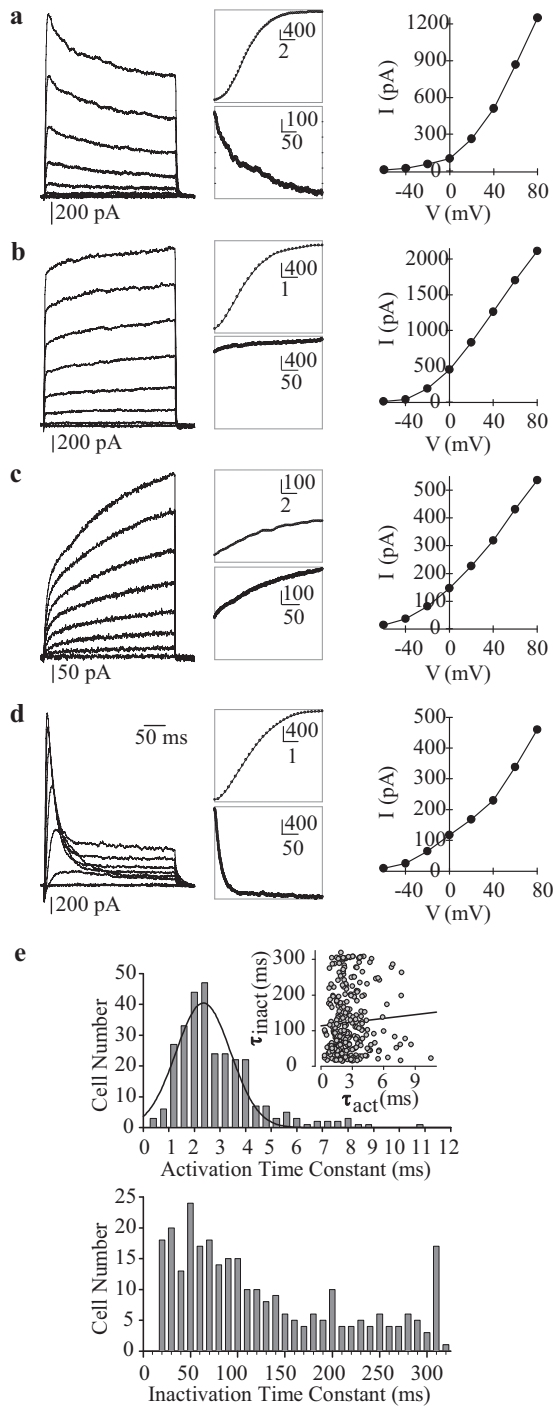 a
400
2
100
50
|200 pA
I (pA)
1200
900
600
300
0
-40 0 40 80
V (mV)
b
400
1
400
50
|200 pA
I (pA)
2000
1500
1000
500
0
-40 0 40 80
V (mV)
c
100
2
100
50
|50 pA
I (pA)
500
400
300
200
100
0
-40 0 40 80
V (mV)
d
50 ms
400
1
400
50
|200 pA
I (pA)
500
400
300
200
100
0
-40 0 40 80
V (mV)
e
Cell Number
50
40
30
20
10
0
0 1 2 3 4 5 6 7 8 9 10 11 12
Activation Time Constant (ms)
τinact (ms)
300
200
100
0
0 3 6 9
τact (ms)
Cell Number
25
20
15
10
5
0
0 50 100 150 200 250 300
Inactivation Time Constant (ms)